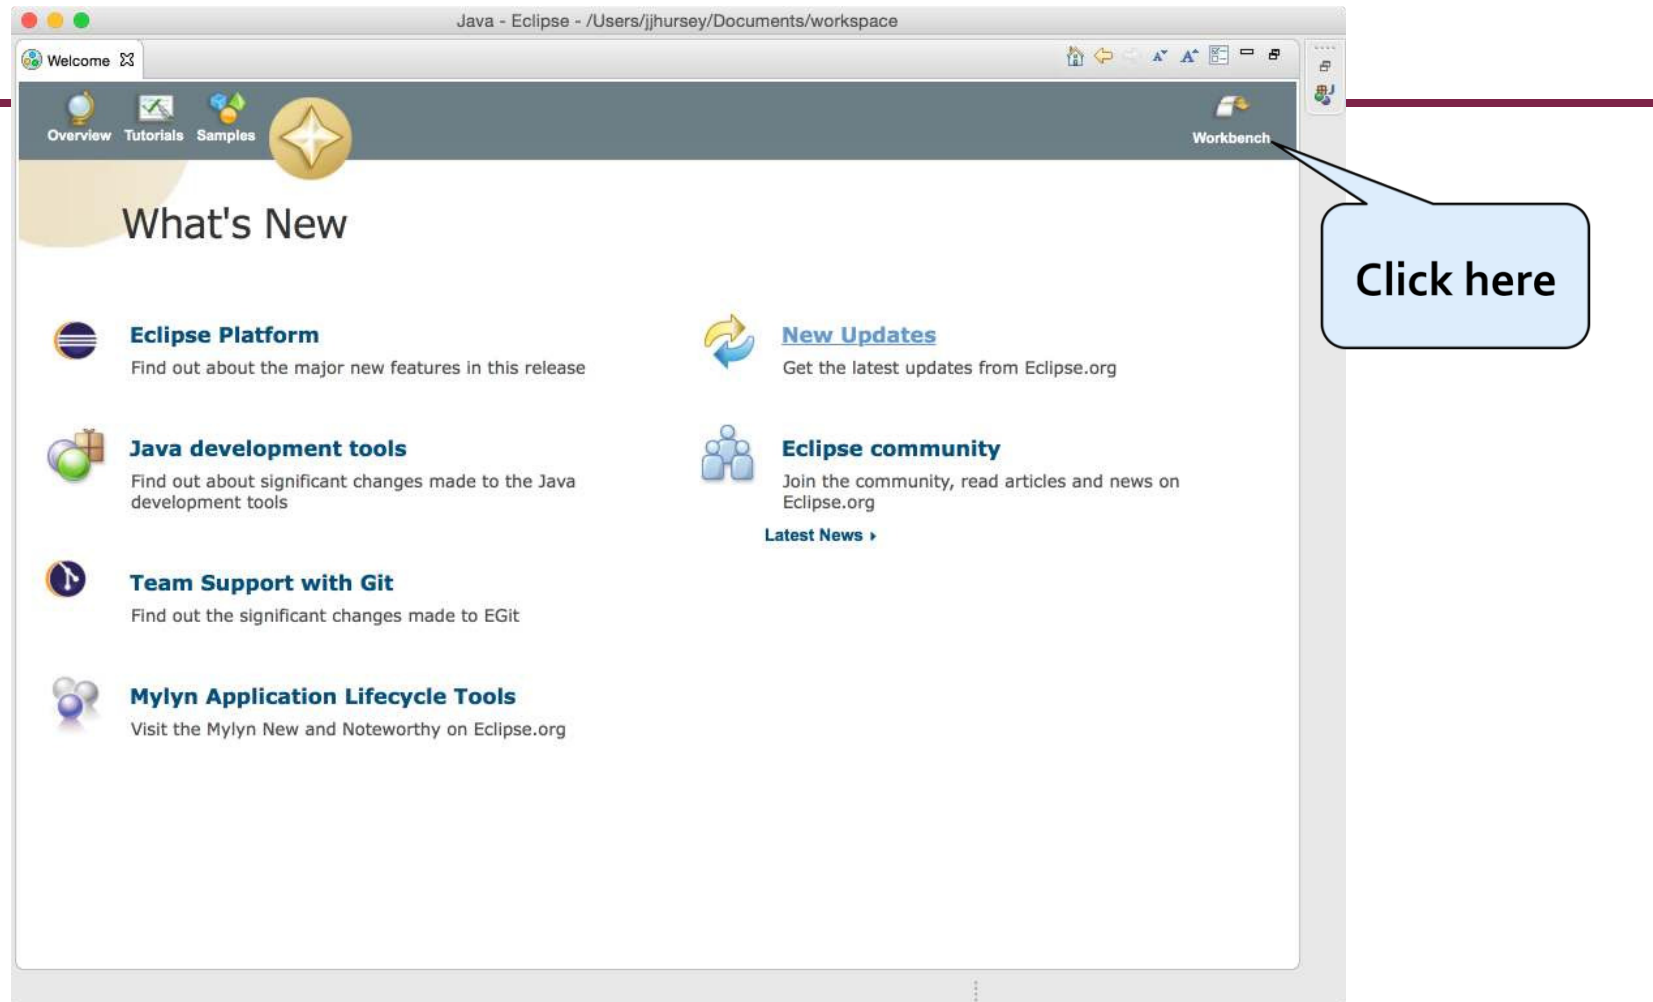 Java - Eclipse - /Users/jjhursey/Documents/workspace
Welcome
Overview Tutorials Samples
Workbench
Click here
What's New
Eclipse Platform
Find out about the major new features in this release
New Updates
Get the latest updates from Eclipse.org
Java development tools
Find out about significant changes made to the Java
development tools
Eclipse community
Join the community, read articles and news on
Eclipse.org
Latest News
Team Support with Git
Find out the significant changes made to EGit
Mylyn Application Lifecycle Tools
Visit the Mylyn New and Noteworthy on Eclipse.org